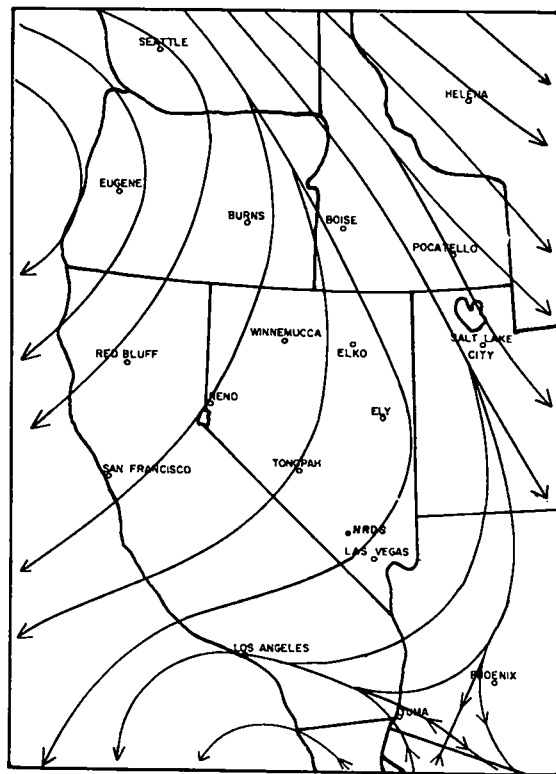 SEATTLE
HELENA
EUGENE
BURNS
BOISE
POCATELLO
WINNEMUCCA
ELKO
SALT LAKE
CITY
RED BLUFF
RENO
ELY
SAN FRANCISCO
TONOPAH
NRDS
LAS VEGAS
LOS ANGELES
PHOENIX
YUMA